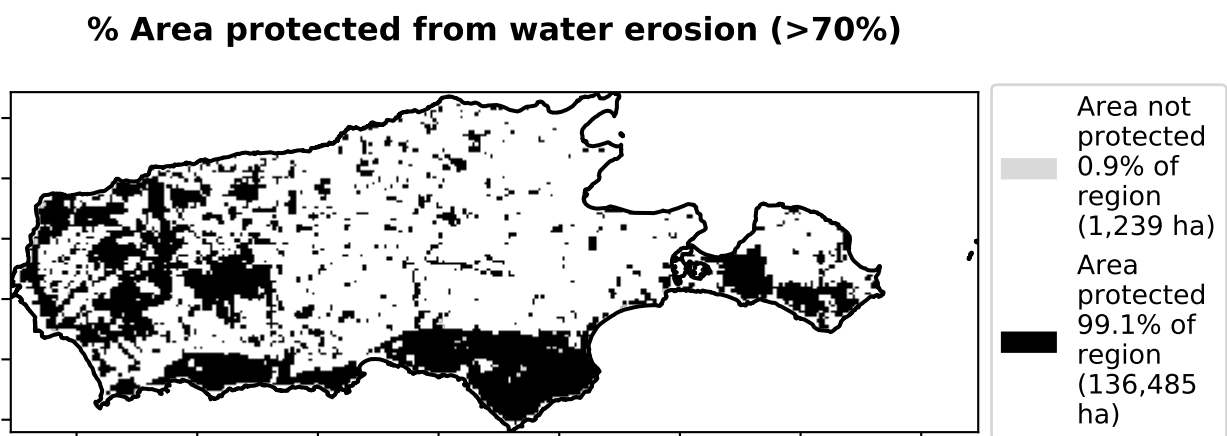 % Area protected from water erosion (>70%)
Area not
protected
0.9% of
region
(1,239 ha)
Area
protected
99.1% of
region
(136,485
ha)